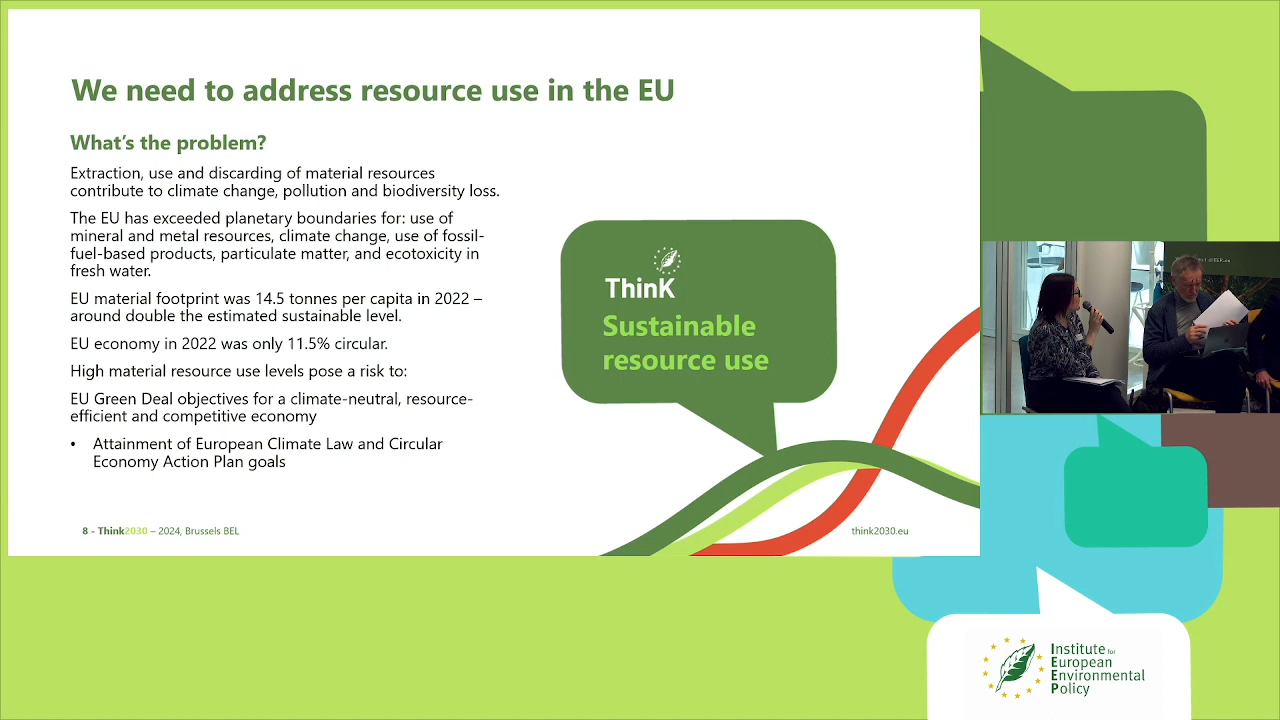 We need to address resource use in the EU
What's the problem?
Extraction, use and discarding of material resources
contribute to climate change, pollution and biodiversity loss.
The EU has exceeded planetary boundaries for: use of
mineral and metal resources, climate change, use of fossil-
fuel-based products, particulate matter, and ecotoxicity in
fresh water.
EU material footprint was 14.5 tonnes per capita in 2022 –
around double the estimated sustainable level.
EU economy in 2022 was only 11.5% circular.
High material resource use levels pose a risk to:
EU Green Deal objectives for a climate-neutral, resource-
efficient and competitive economy
• Attainment of European Climate Law and Circular
Economy Action Plan goals
ThinK
Sustainable
resource use
8 - Think2030 – 2024, Brussels BEL
think2030.eu
Institute for
European
Environmental
Policy